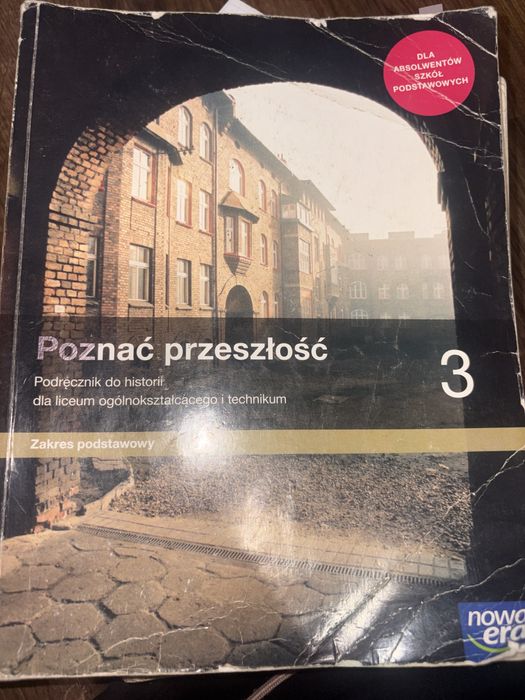 DLA
ABSOLWENTÓW
SZKÓŁ
PODSTAWOWYCH
Poznać przeszłość
3
Podręcznik do historii
dla liceum ogólnokształcącego i technikum
Zakres podstawowy
nowa
era